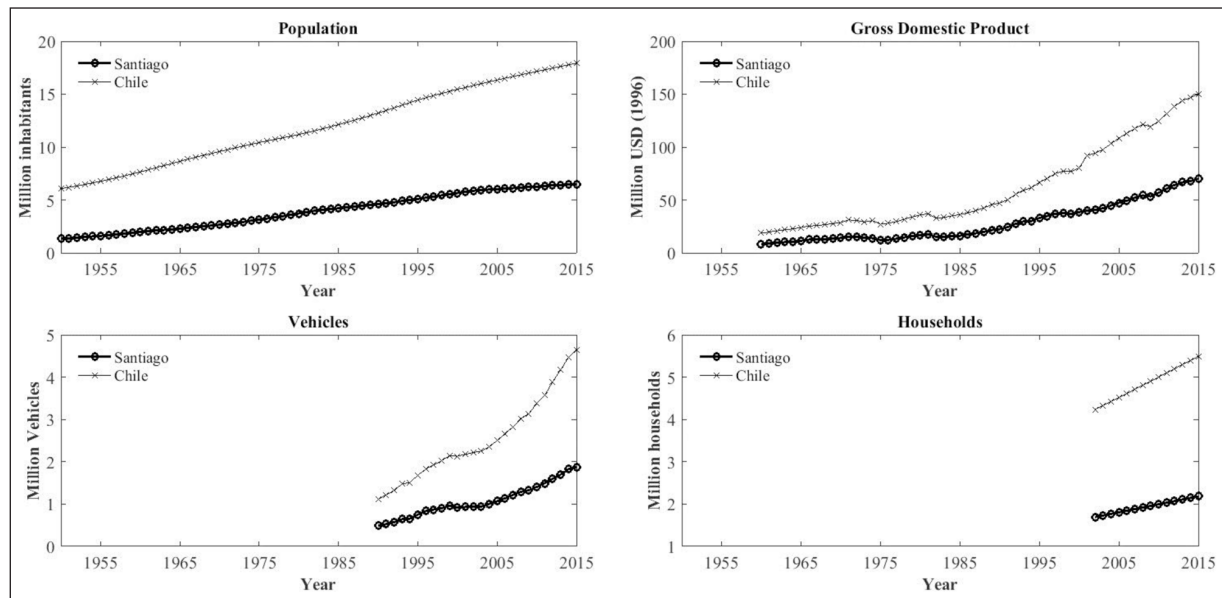 Population
20
15
10
5
0
Million inhabitants
Santiago
Chile
1955 1965 1975 1985 1995 2005 2015
Year
Gross Domestic Product
200
150
100
50
0
Million USD (1996)
Santiago
Chile
1955 1965 1975 1985 1995 2005 2015
Year
Vehicles
5
4
3
2
1
0
Million Vehicles
Santiago
Chile
1955 1965 1975 1985 1995 2005 2015
Year
Households
6
5
4
3
2
1
Million households
Santiago
Chile
1955 1965 1975 1985 1995 2005 2015
Year